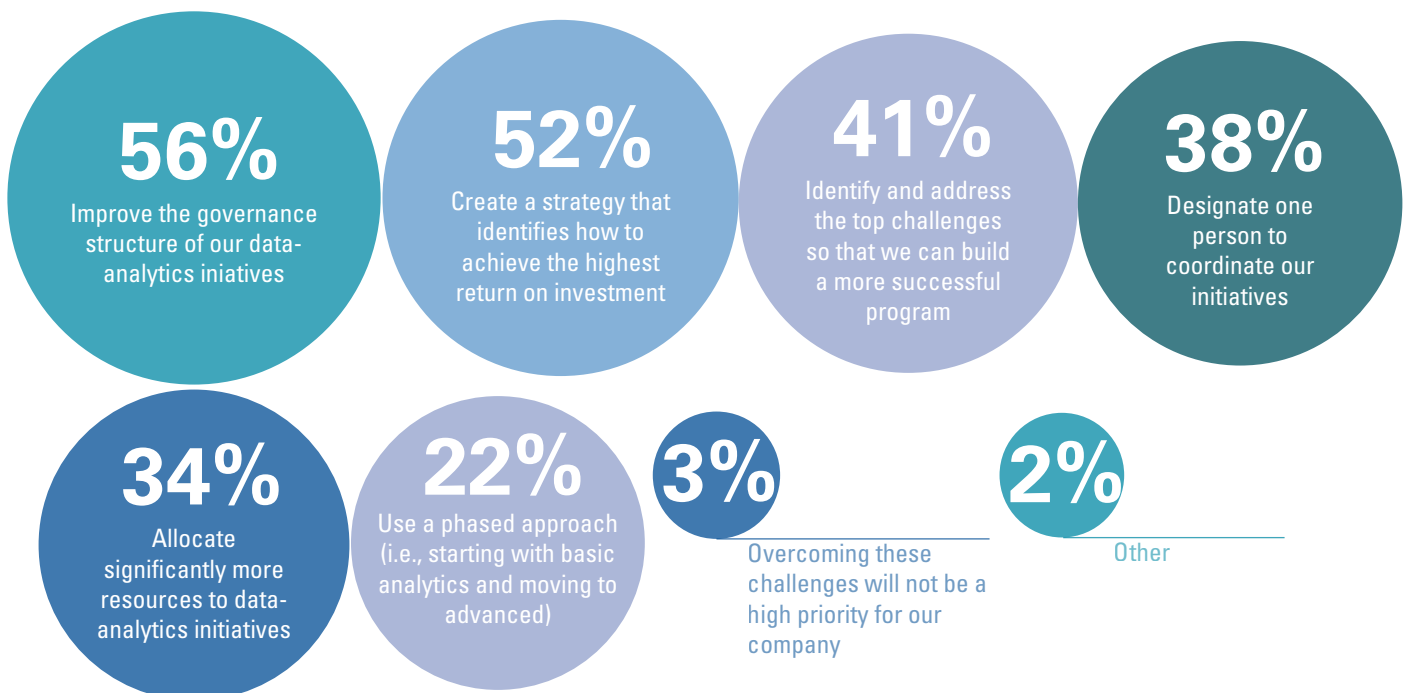 56%
Improve the governance
structure of our data-
analytics iniatives
52%
Create a strategy that
identifies how to
achieve the highest
return on investment
41%
Identify and address
the top challenges
so that we can build
a more successful
program
38%
Designate one
person to
coordinate our
initiatives
34%
Allocate
significantly more
resources to data-
analytics initiatives
22%
Use a phased approach
(i.e., starting with basic
analytics and moving to
advanced)
3%
Overcoming these
challenges will not be a
high priority for our
company
2%
Other